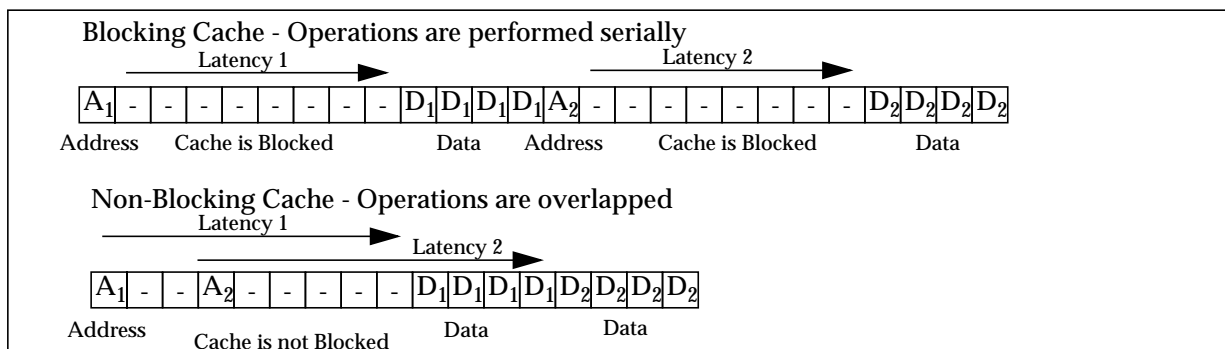 Blocking Cache - Operations are performed serially
Latency 1 Latency 2
A1 - - - - - - - - D1 D1 D1 D1 A2 - - - - - - - - D2 D2 D2 D2
Address Cache is Blocked Data Address Cache is Blocked Data
Non-Blocking Cache - Operations are overlapped
Latency 1
Latency 2
A1 - - A2 - - - - - D1 D1 D1 D1 D2 D2 D2 D2
Address Cache is not Blocked Data Data